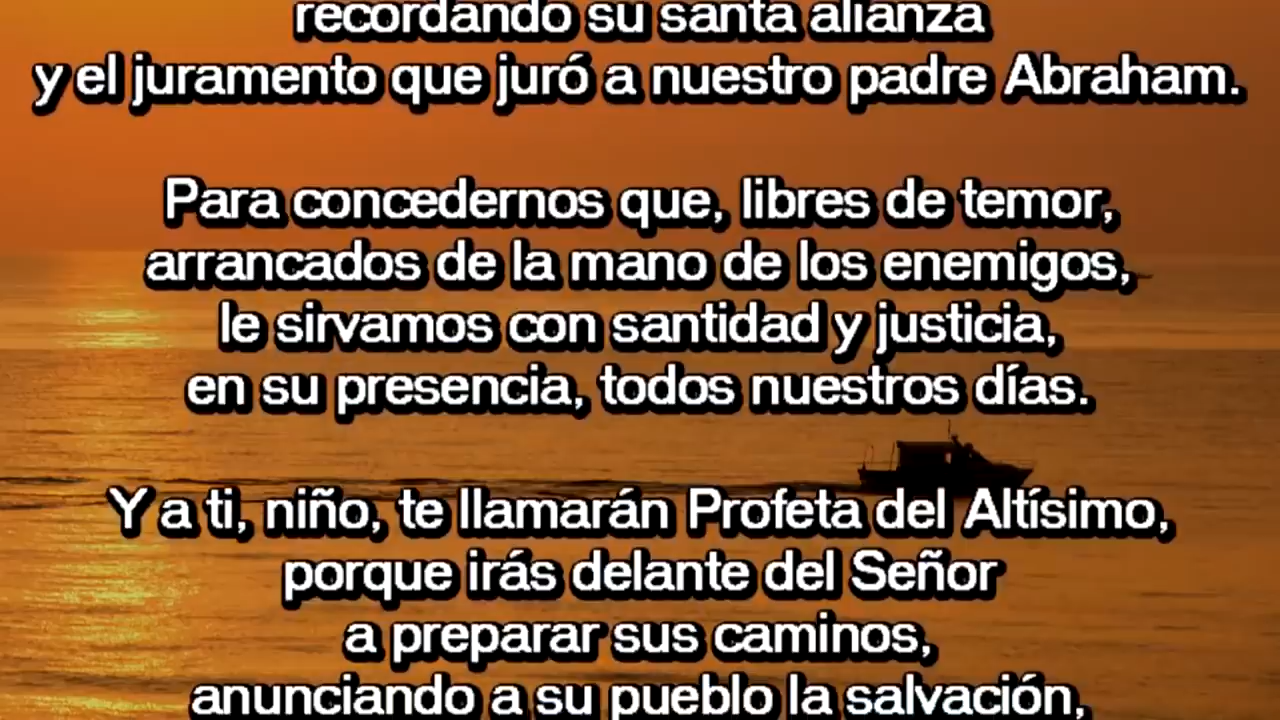 recordando su santa alianza
y el juramento que juró a nuestro padre Abraham.
Para concedernos que, libres de temor,
arrancados de la mano de los enemigos,
le sirvamos con santidad y justicia,
en su presencia, todos nuestros días.
Y a ti, niño, te llamarán Profeta del Altísimo,
porque irás delante del Señor
a preparar sus caminos,
anunciando a su pueblo la salvación,